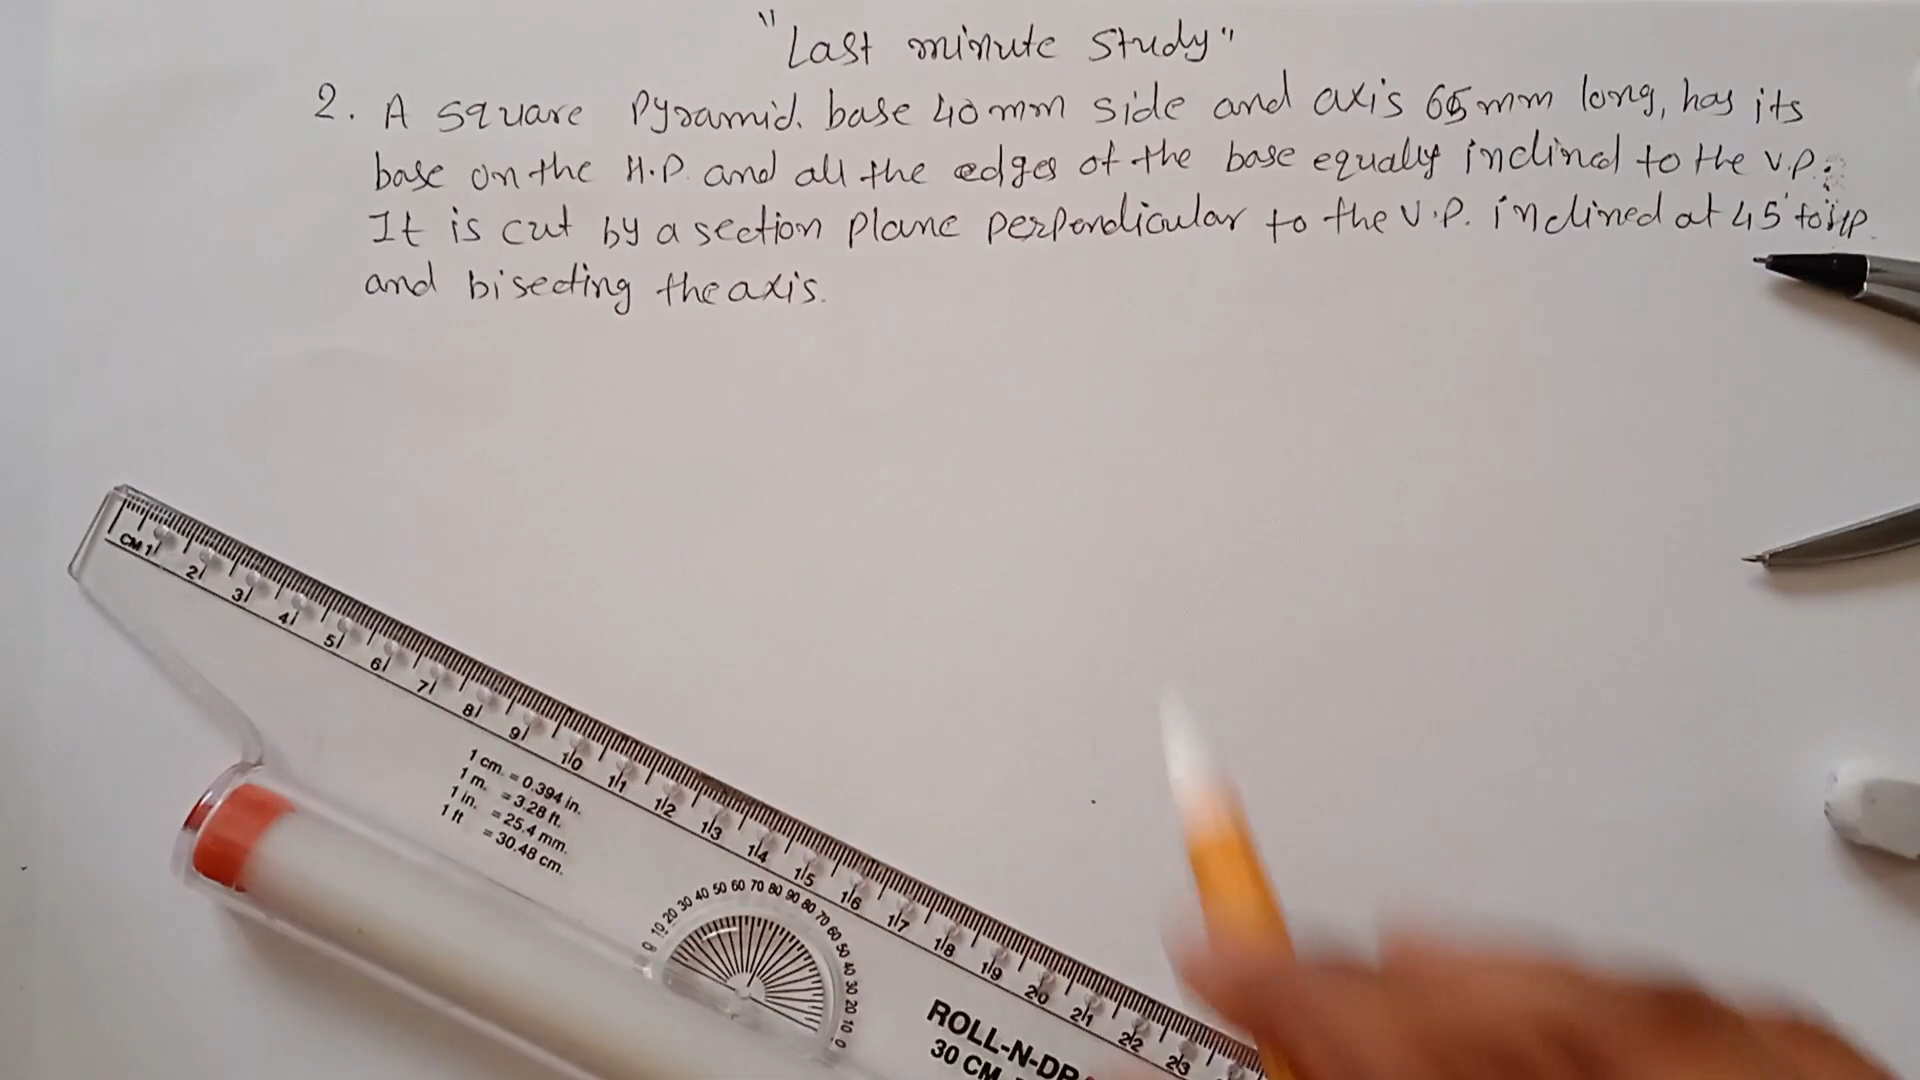 "Last minute study"
2. A square pyramid. base 40mm side and axis 65mm long, has its
base on the H.P. and all the edges of the base equally inclined to the V.P.
It is cut by a section plane perpendicular to the V.P. inclined at 45° to H.P.
and bisecting the axis.
CM 1 2 3 4 5 6 7 8 9 10 11 12 13 14 15 16 17 18 19 20 21 22 23
1 cm. = 0.394 in.
1 m. = 3.28 ft.
1 in. = 25.4 mm.
1 ft = 30.48 cm.
0 10 20 30 40 50 60 70 80 90 80 70 60 50 40 30 20 10 0
ROLL-N-DR
30 CM